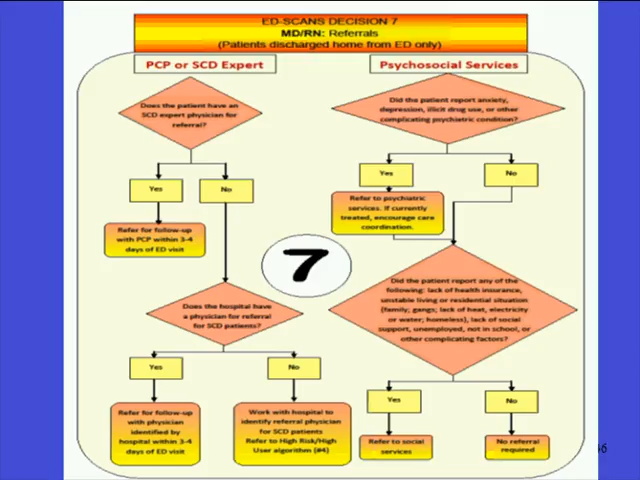 ED-SCANS DECISION 7
MD/RN: Referrals
(Patients discharged home from ED only)
PCP or SCD Expert
Psychosocial Services
Does the patient have an
SCD expert physician for
referral?
Did the patient report anxiety,
depression, illicit drug use, or other
complicating psychiatric condition?
Yes
No
Yes
No
Refer for follow-up
with PCP within 3-4
days of ED visit
Refer to psychiatric
services. If currently
treated, encourage care
coordination.
7
Does the hospital have
a physician for referral
for SCD patients?
Did the patient report any of the
following: lack of health insurance,
unstable living or residential situation
(family; gangs; lack of heat, electricity
or water; homeless), lack of social
support, unemployed, not in school, or
other complicating factors?
Yes
No
Yes
No
Refer for follow-up
with physician
identified by
hospital within 3-4
days of ED visit
Work with hospital to
identify referral physician
for SCD patients
Refer to High Risk/High
User algorithm (#4)
Refer to social
services
No referral
required